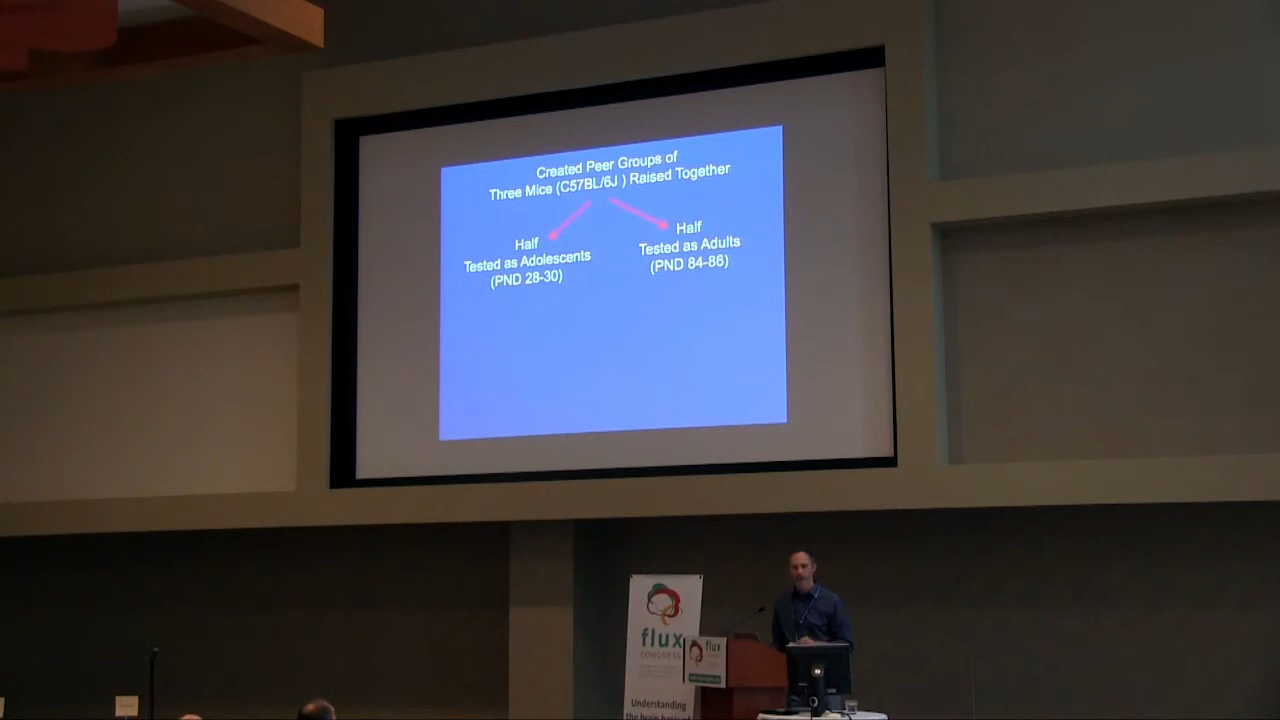 Created Peer Groups of
Three Mice (C57BL/6J ) Raised Together
Half
Tested as Adolescents
(PND 28-30)
Half
Tested as Adults
(PND 84-86)
flux
CONGRESS
Understanding
the brain basis of
flux